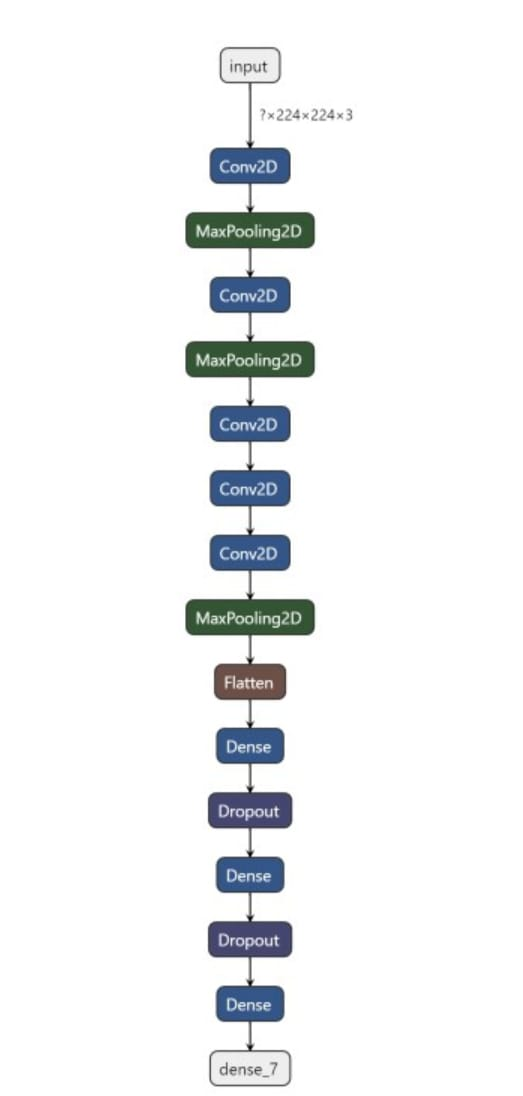 input
?×224×224×3
Conv2D
MaxPooling2D
Conv2D
MaxPooling2D
Conv2D
Conv2D
Conv2D
MaxPooling2D
Flatten
Dense
Dropout
Dense
Dropout
Dense
dense_7